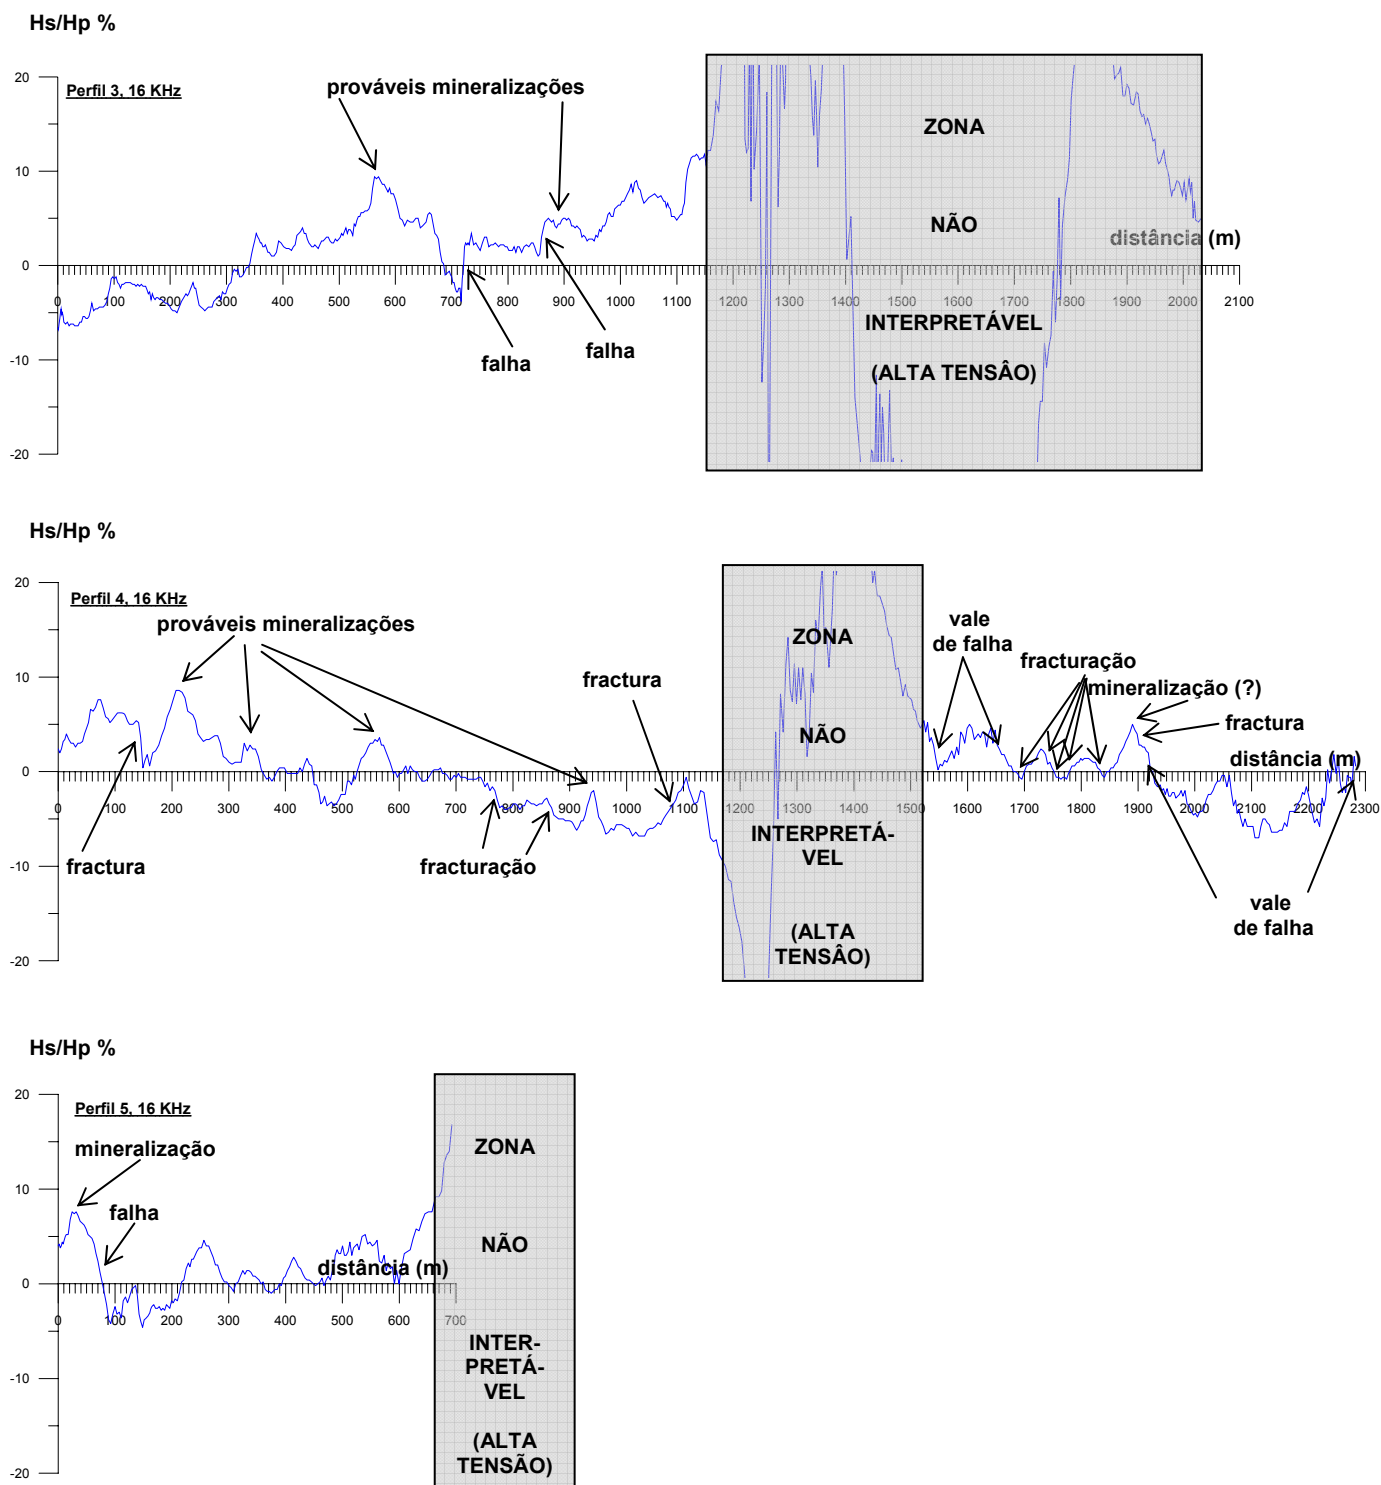 Hs/Hp %
20
Perfil 3, 16 KHz
prováveis mineralizações
ZONA
10
NÃO
distância (m)
0
0 100 200 300 400 500 600 700 800 900 1000 1100 1200 1300 1400 1500 1600 1700 1800 1900 2000 2100
INTERPRETÁVEL
falha
falha
-10
(ALTA TENSÂO)
-20
Hs/Hp %
20
Perfil 4, 16 KHz
prováveis mineralizações
ZONA
vale
de falha
fracturação
10
fractura
mineralização (?)
fractura
NÃO
distância (m)
0
0 100 200 300 400 500 600 700 800 900 1000 1100 1200 1300 1400 1500 1600 1700 1800 1900 2000 2100 2200 2300
INTERPRETÁ-
VEL
fractura
fracturação
-10
vale
de falha
(ALTA
TENSÂO)
-20
Hs/Hp %
20
Perfil 5, 16 KHz
mineralização
ZONA
falha
10
NÃO
distância (m)
0
0 100 200 300 400 500 600 700
INTER-
PRETÁ-
VEL
-10
(ALTA
TENSÃO)
-20